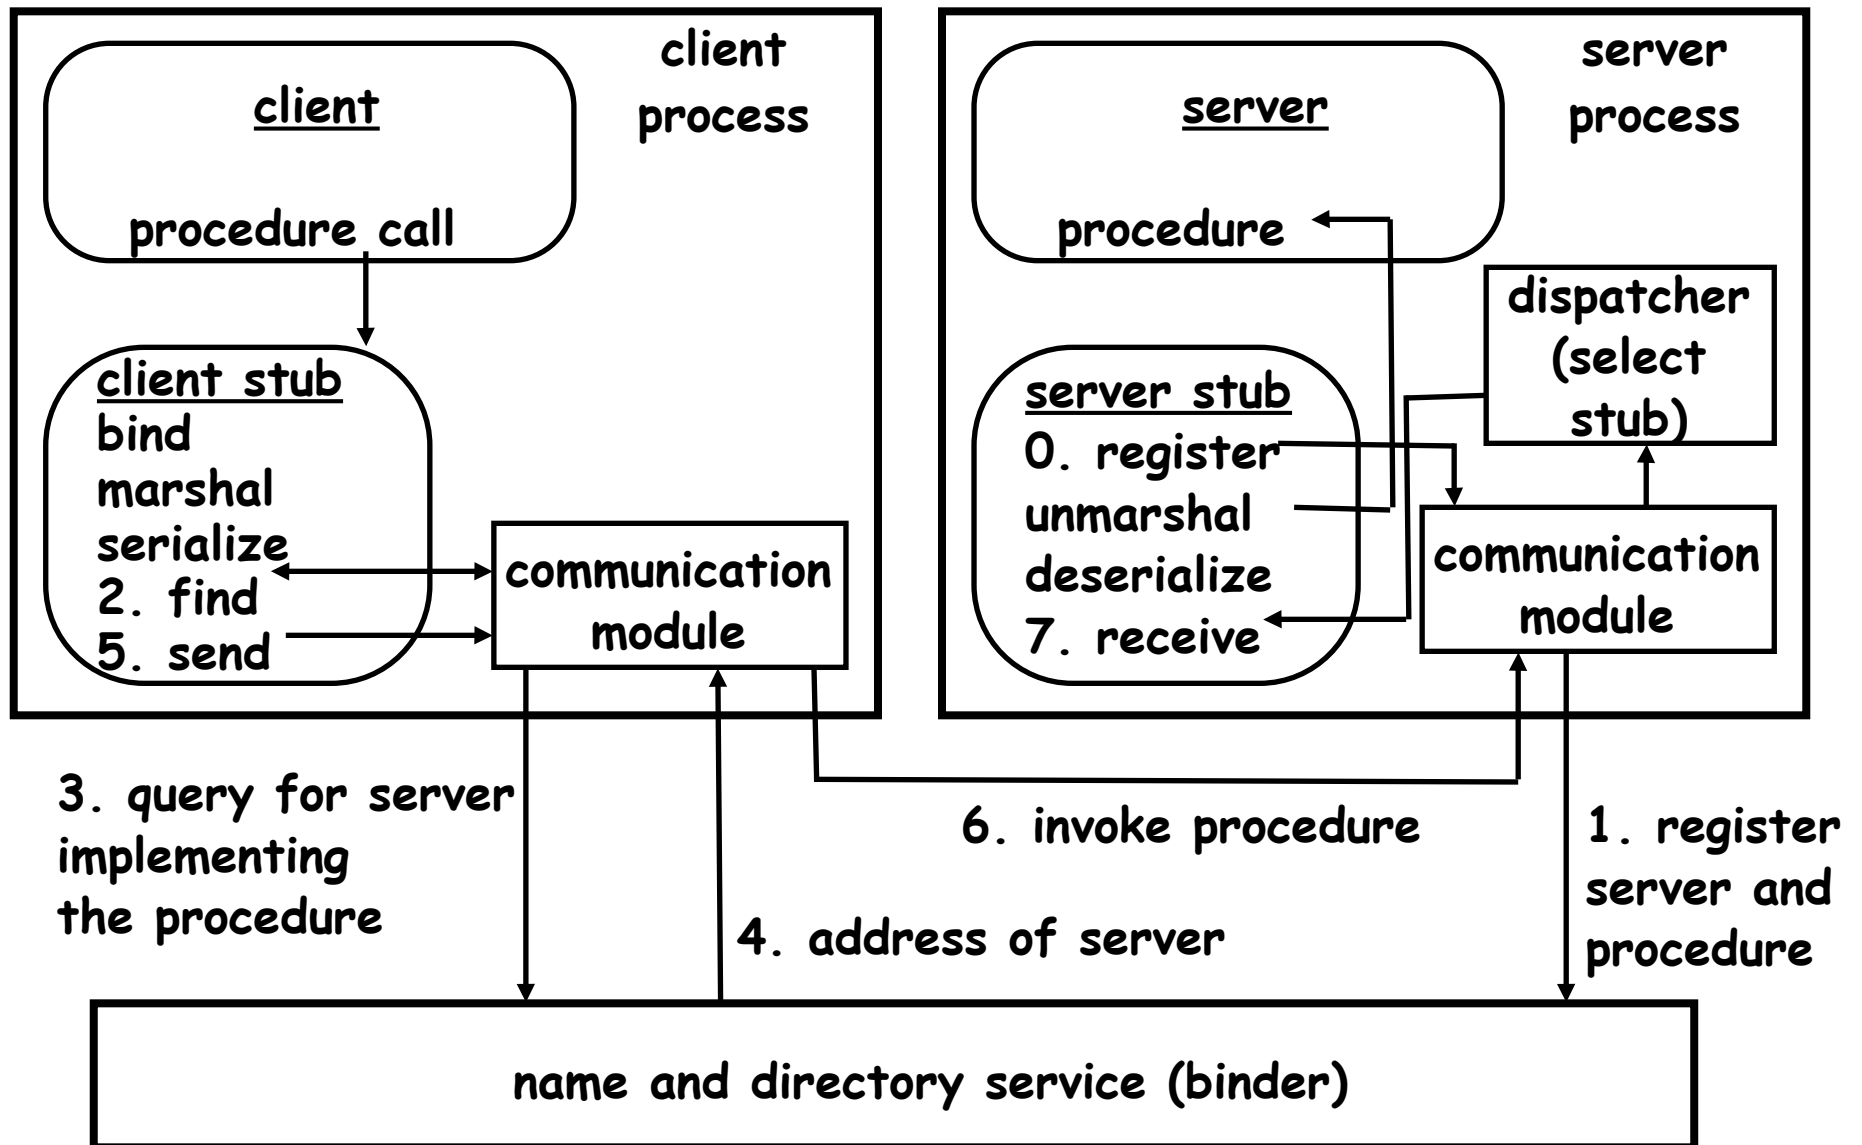 client
process
client
procedure call
client stub
bind
marshal
serialize
2. find
5. send
communication
module
server
process
server
procedure
dispatcher
(select
stub)
server stub
0. register
unmarshal
deserialize
7. receive
communication
module
3. query for server
implementing
the procedure
4. address of server
6. invoke procedure
1. register
server and
procedure
name and directory service (binder)